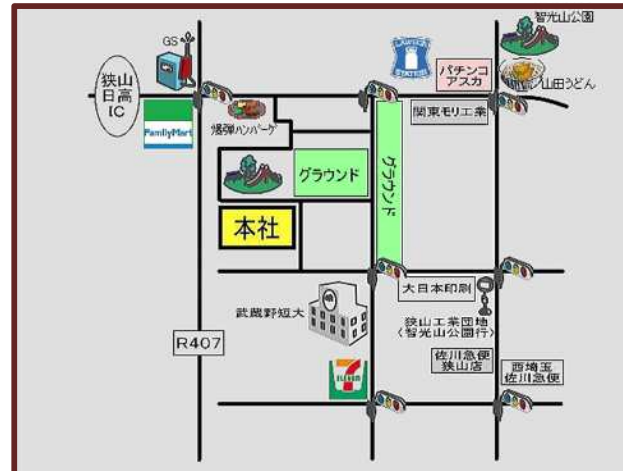 智光山公園
GS
狭山
日高
IC
LAWSON
STATION
パチンコ
アスカ
山田うどん
FamilyMart
爆弾ハンバーグ
関東モリ工業
グラウンド
グラウンド
本社
大日本印刷
武蔵野短大
狭山工業団地
(智光山公園行)
R407
佐川急便
狭山店
西埼玉
佐川急便
7
ELEVEN